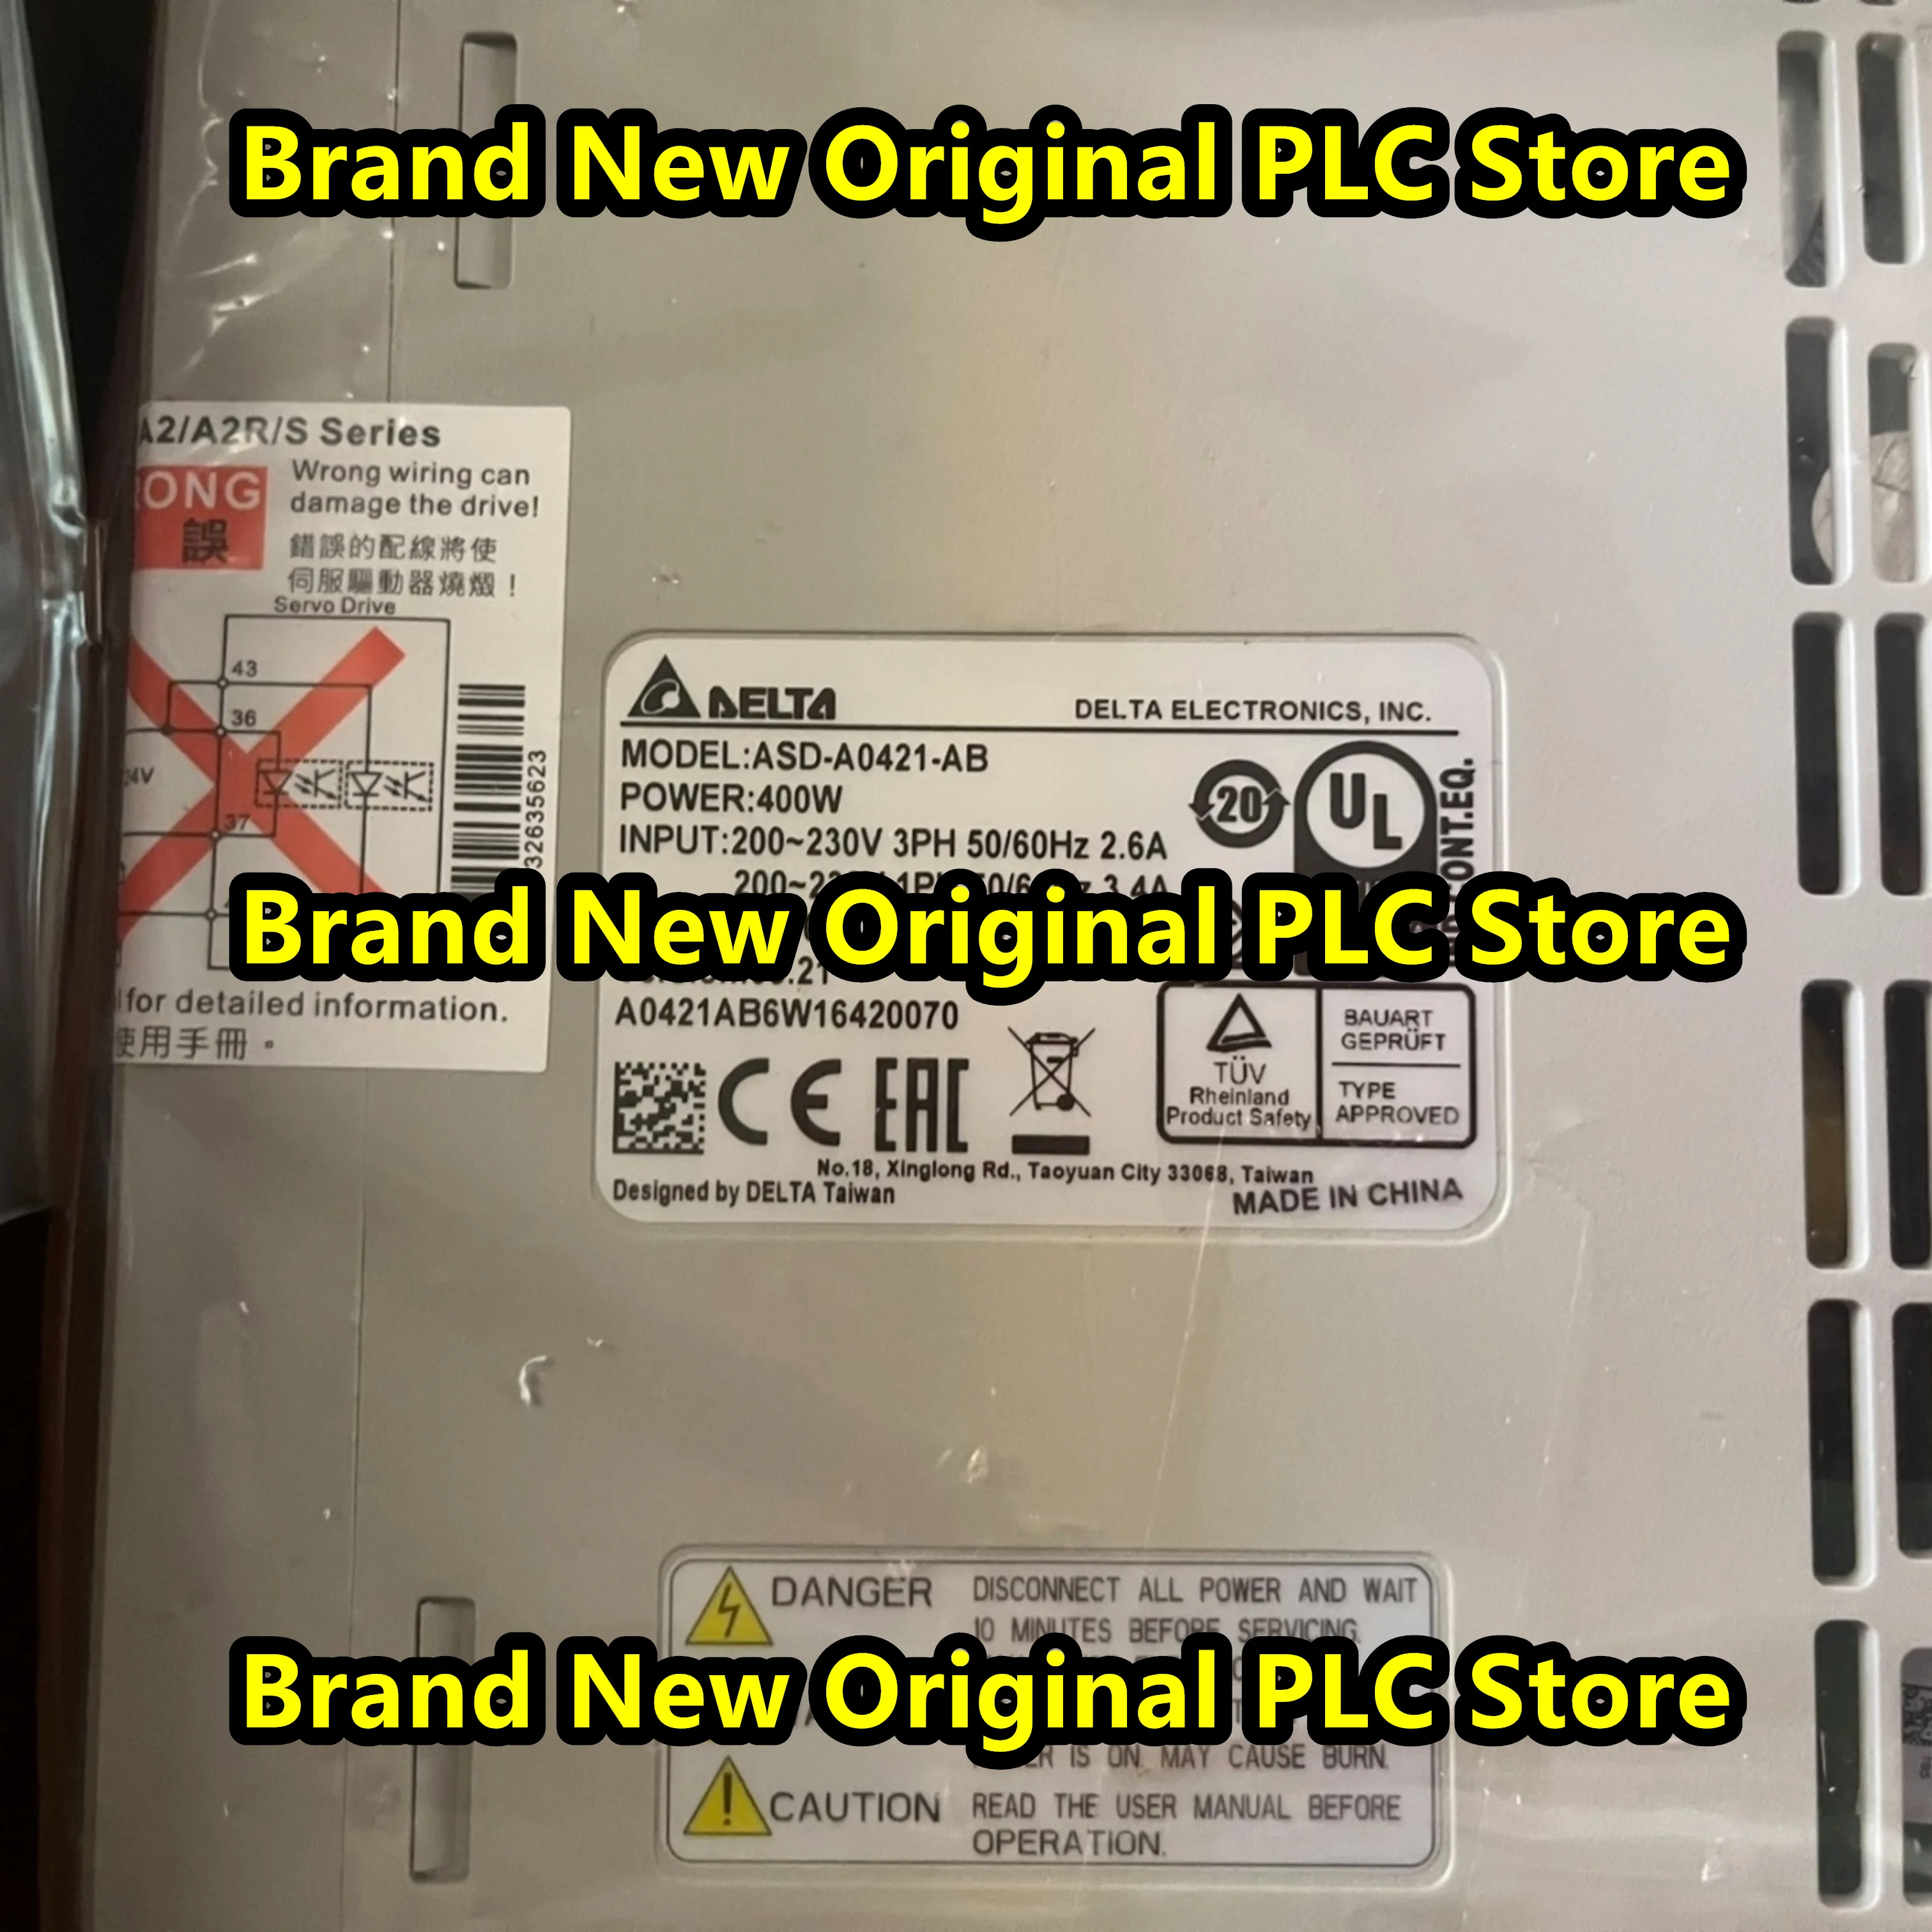 Brand New Original PLC Store
A2/A2R/S Series
Wrong wiring can
damage the drive!
ONG
誤
錯誤的配線將使
伺服驅動器燒燬！
Servo Drive
43
36
24V
37
32635623
for detailed information.
使用手冊。
DELTA
DELTA ELECTRONICS, INC.
MODEL:ASD-A0421-AB
POWER:400W
INPUT:200~230V 3PH 50/60Hz 2.6A
3.4A
20
UL
CONT.EQ.
Brand New Original PLC Store
A0421AB6W16420070
CE EAC
TÜV
Rheinland
Product Safety
BAUART
GEPRÜFT
TYPE
APPROVED
No.18, Xinglong Rd., Taoyuan City 33068, Taiwan
Designed by DELTA Taiwan
MADE IN CHINA
DANGER
DISCONNECT ALL POWER AND WAIT
10 MINUTES BEFORE SERVICING.
Brand New Original PLC Store
IS ON. MAY CAUSE BURN.
CAUTION
READ THE USER MANUAL BEFORE
OPERATION.